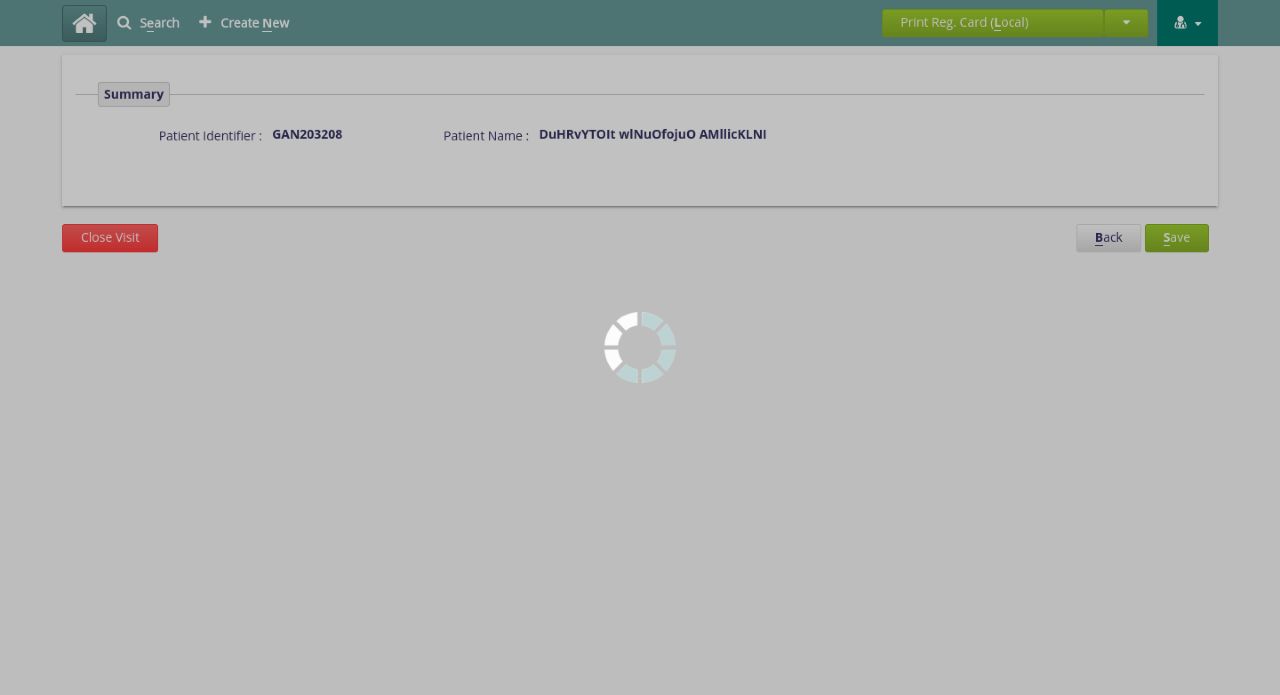 Search
Create New
Print Reg. Card (Local)
Summary
Patient Identifier : GAN203208
Patient Name : DuHRvYTOIt wlNuOfojuO AMllicKLNI
Close Visit
Back
Save